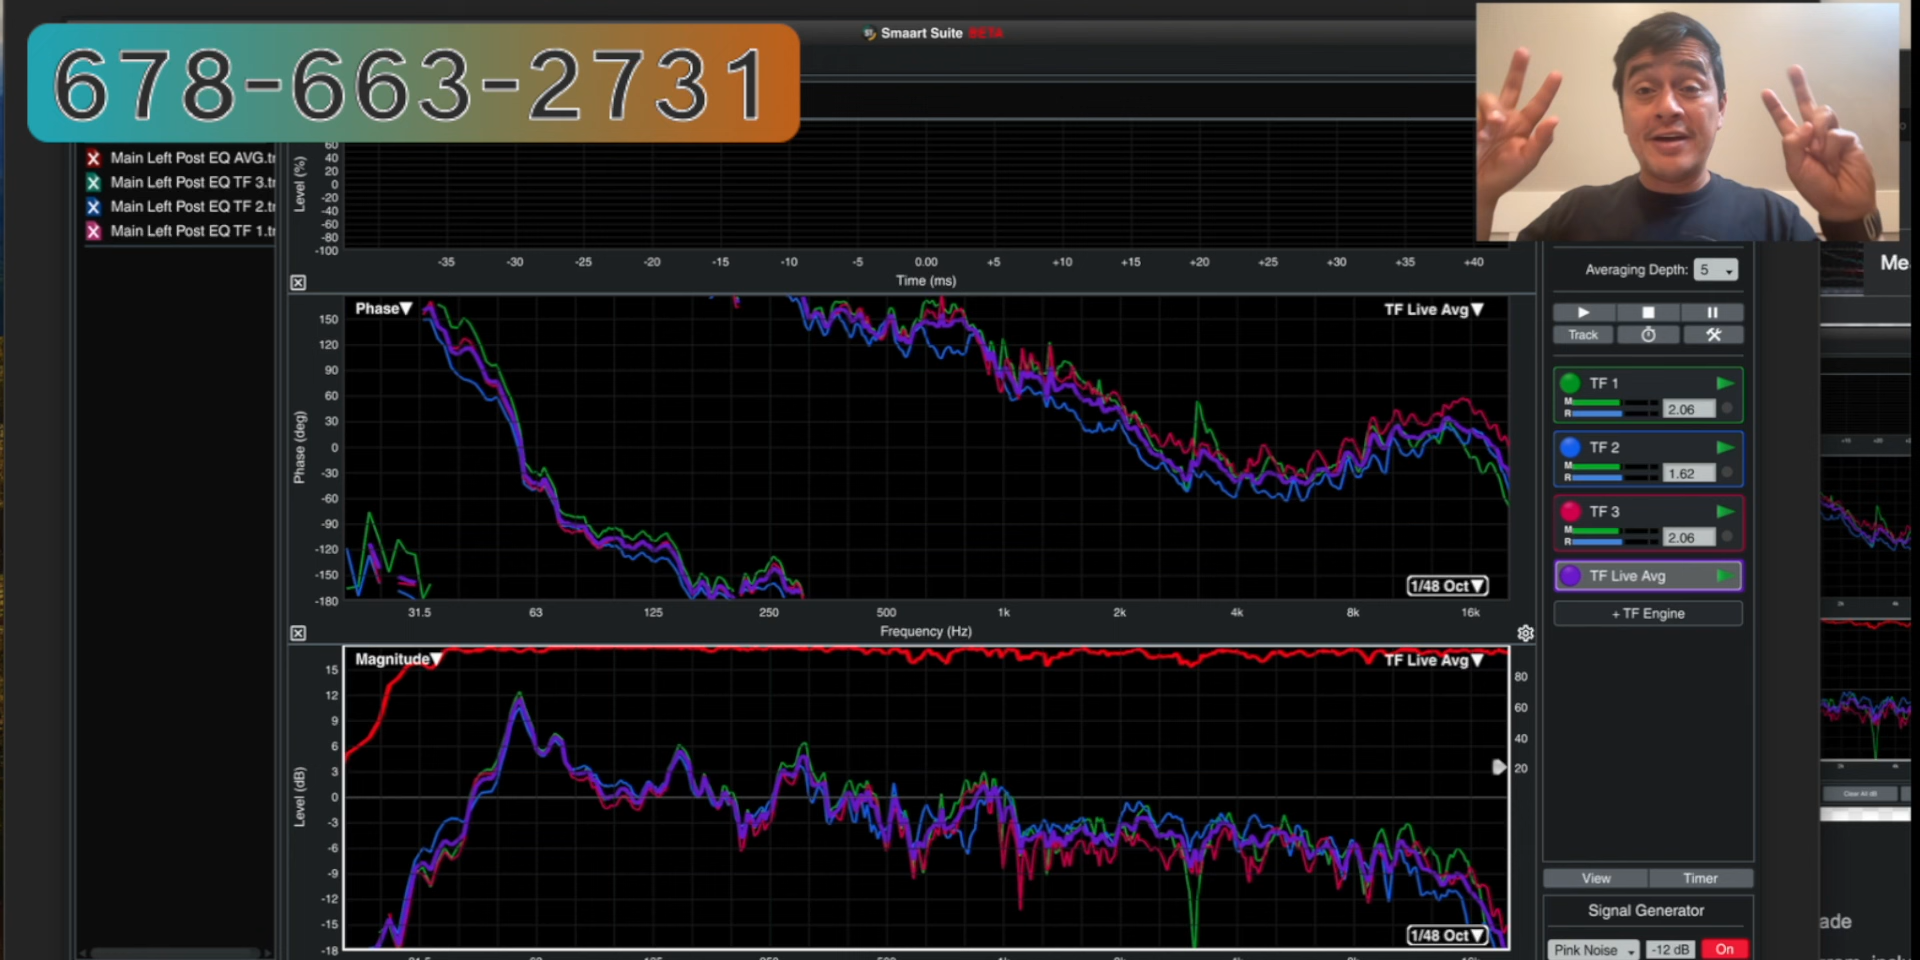 678-663-2731
Smaart Suite BETA
Main Left Post EQ AVG.tr
Main Left Post EQ TF 3.tr
Main Left Post EQ TF 2.tr
Main Left Post EQ TF 1.tr
Level (%)
60
40
20
0
-20
-40
-60
-80
-100
-35 -30 -25 -20 -15 -10 -5 0.00 +5 +10 +15 +20 +25 +30 +35 +40
Time (ms)
Phase TF Live Avg
Phase (deg)
150
120
90
60
30
0
-30
-60
-90
-120
-150
-180
1/48 Oct
31.5 63 125 250 500 1k 2k 4k 8k 16k
Frequency (Hz)
Magnitude TF Live Avg
Level (dB)
15
12
9
6
3
0
-3
-6
-9
-12
-15
-18
80
60
40
20
1/48 Oct
Averaging Depth: 5
Track
TF 1
M
R 2.06
TF 2
M
R 1.62
TF 3
M
R 2.06
TF Live Avg
+ TF Engine
View Timer
Signal Generator
Pink Noise -12 dB On
Me
ade